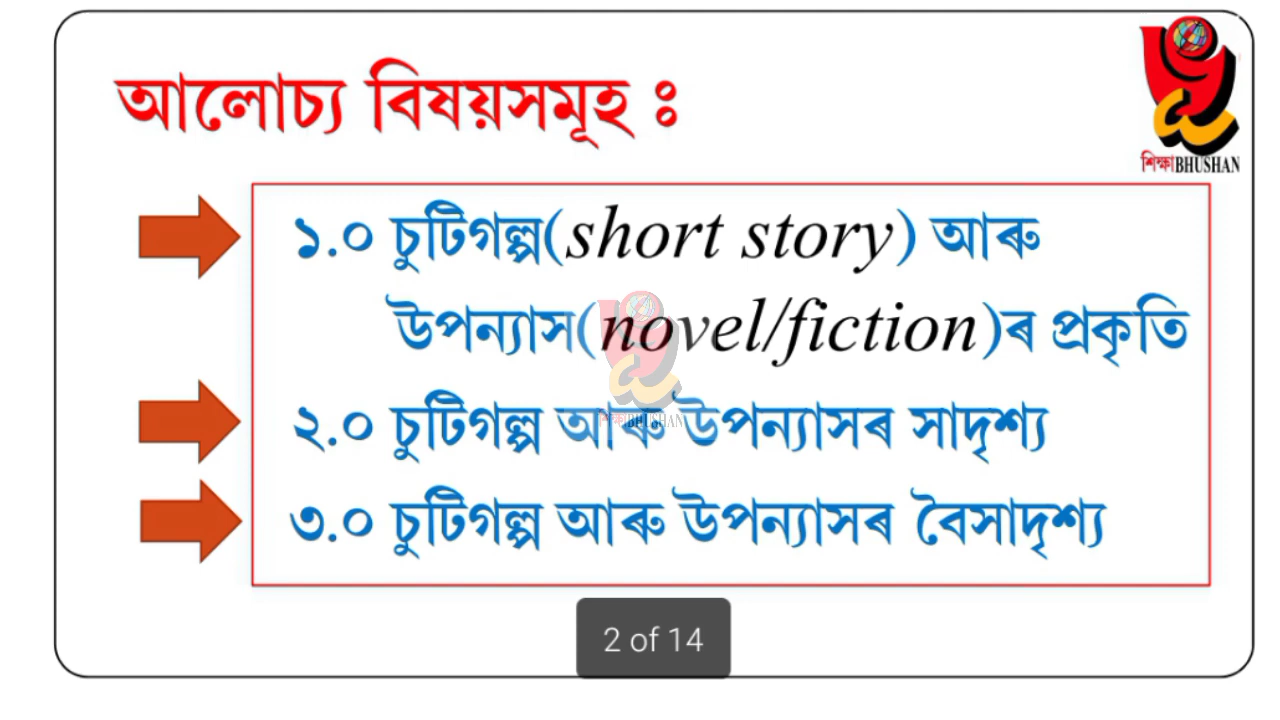 আলোচ্য বিষয়সমূহ ঃ
শিক্ষাBHUSHAN
১.০ চুটিগল্প(short story) আৰু
উপন্যাস(novel/fiction)ৰ প্ৰকৃতি
২.০ চুটিগল্প আৰু উপন্যাসৰ সাদৃশ্য
শিক্ষাBHUSHAN
৩.০ চুটিগল্প আৰু উপন্যাসৰ বৈসাদৃশ্য
2 of 14